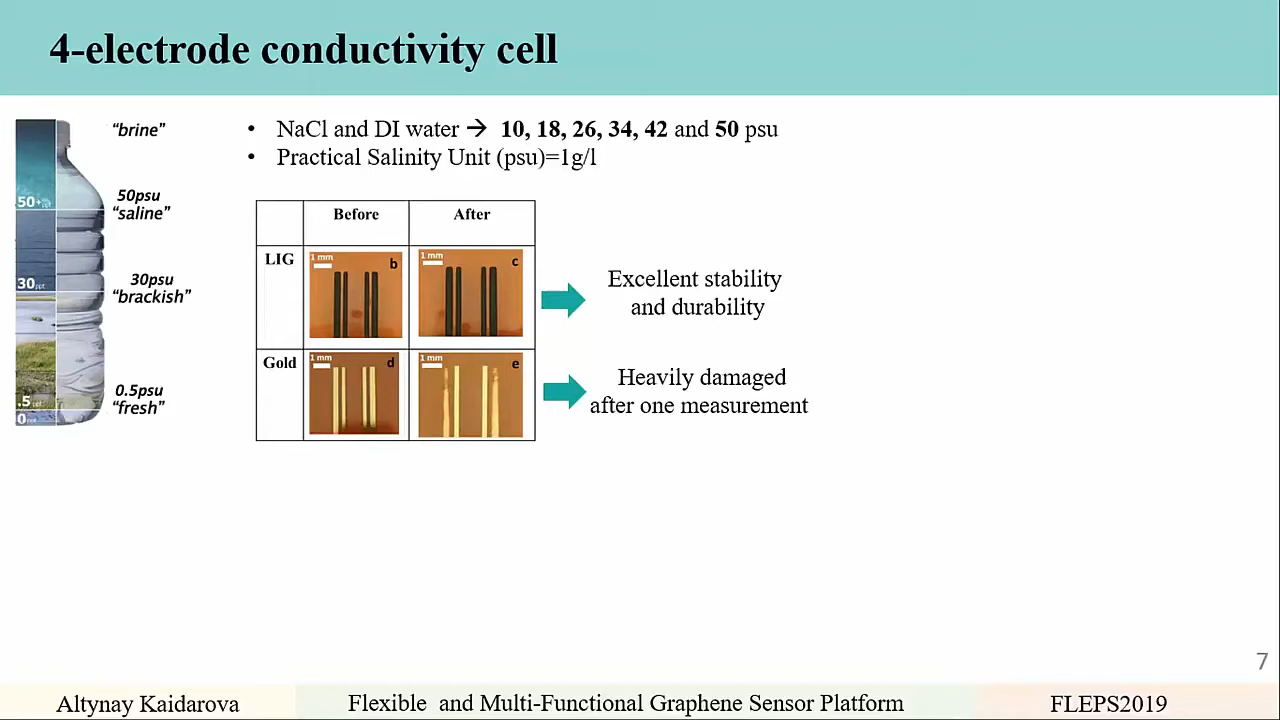 4-electrode conductivity cell
“brine”
50psu
“saline”
30psu
“brackish”
0.5psu
“fresh”
50+
30ppt
.5
0
• NaCl and DI water → 10, 18, 26, 34, 42 and 50 psu
• Practical Salinity Unit (psu)=1g/l
Before After
LIG
1 mm b
1 mm c
Excellent stability
and durability
Gold
1 mm d
1 mm e
Heavily damaged
after one measurement
7
Altynay Kaidarova
Flexible and Multi-Functional Graphene Sensor Platform
FLEPS2019